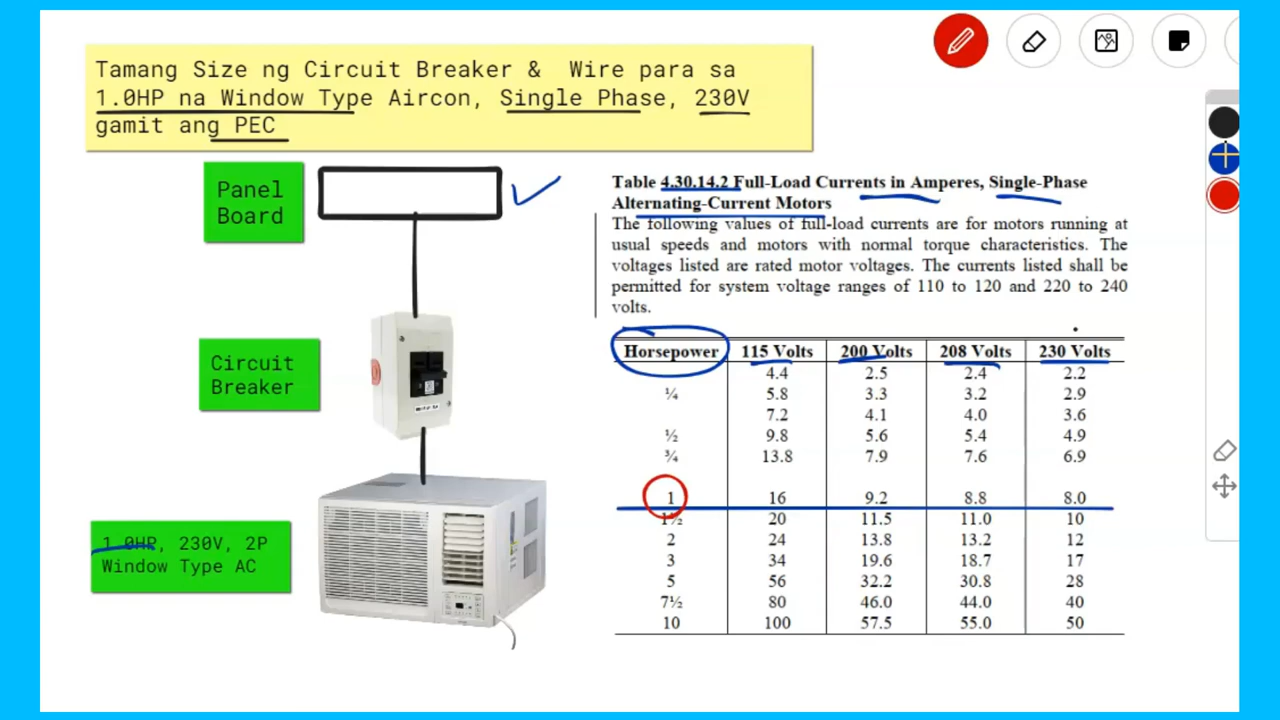 Tamang Size ng Circuit Breaker & Wire para sa
1.0HP na Window Type Aircon, Single Phase, 230V
gamit ang PEC
Panel
Board
Circuit
Breaker
1.0HP, 230V, 2P
Window Type AC
Table 4.30.14.2 Full-Load Currents in Amperes, Single-Phase
Alternating-Current Motors
The following values of full-load currents are for motors running at
usual speeds and motors with normal torque characteristics. The
voltages listed are rated motor voltages. The currents listed shall be
permitted for system voltage ranges of 110 to 120 and 220 to 240
volts.
Horsepower 115 Volts 200 Volts 208 Volts 230 Volts
4.4 2.5 2.4 2.2
¼ 5.8 3.3 3.2 2.9
7.2 4.1 4.0 3.6
½ 9.8 5.6 5.4 4.9
¾ 13.8 7.9 7.6 6.9
1 16 9.2 8.8 8.0
1½ 20 11.5 11.0 10
2 24 13.8 13.2 12
3 34 19.6 18.7 17
5 56 32.2 30.8 28
7½ 80 46.0 44.0 40
10 100 57.5 55.0 50